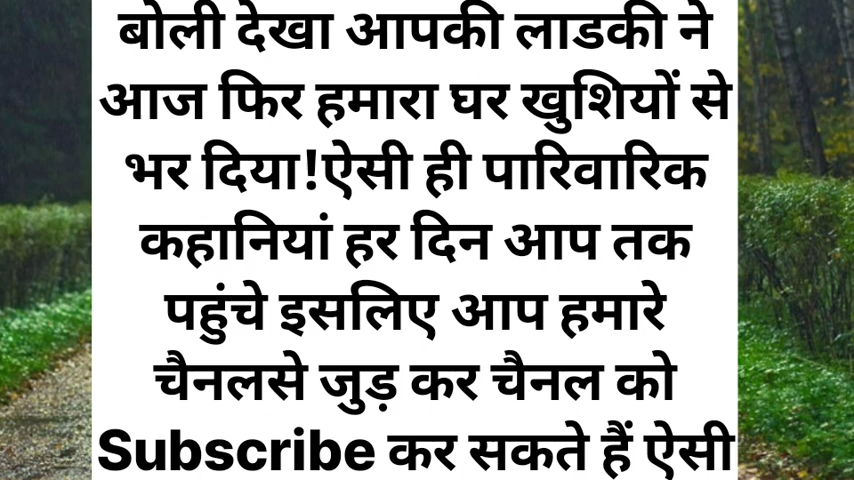 बोली देखा आपकी लाडकी ने
आज फिर हमारा घर खुशियों से
भर दिया!ऐसी ही पारिवारिक
कहानियां हर दिन आप तक
पहुंचे इसलिए आप हमारे
चैनलसे जुड़ कर चैनल को
Subscribe कर सकते हैं ऐसी